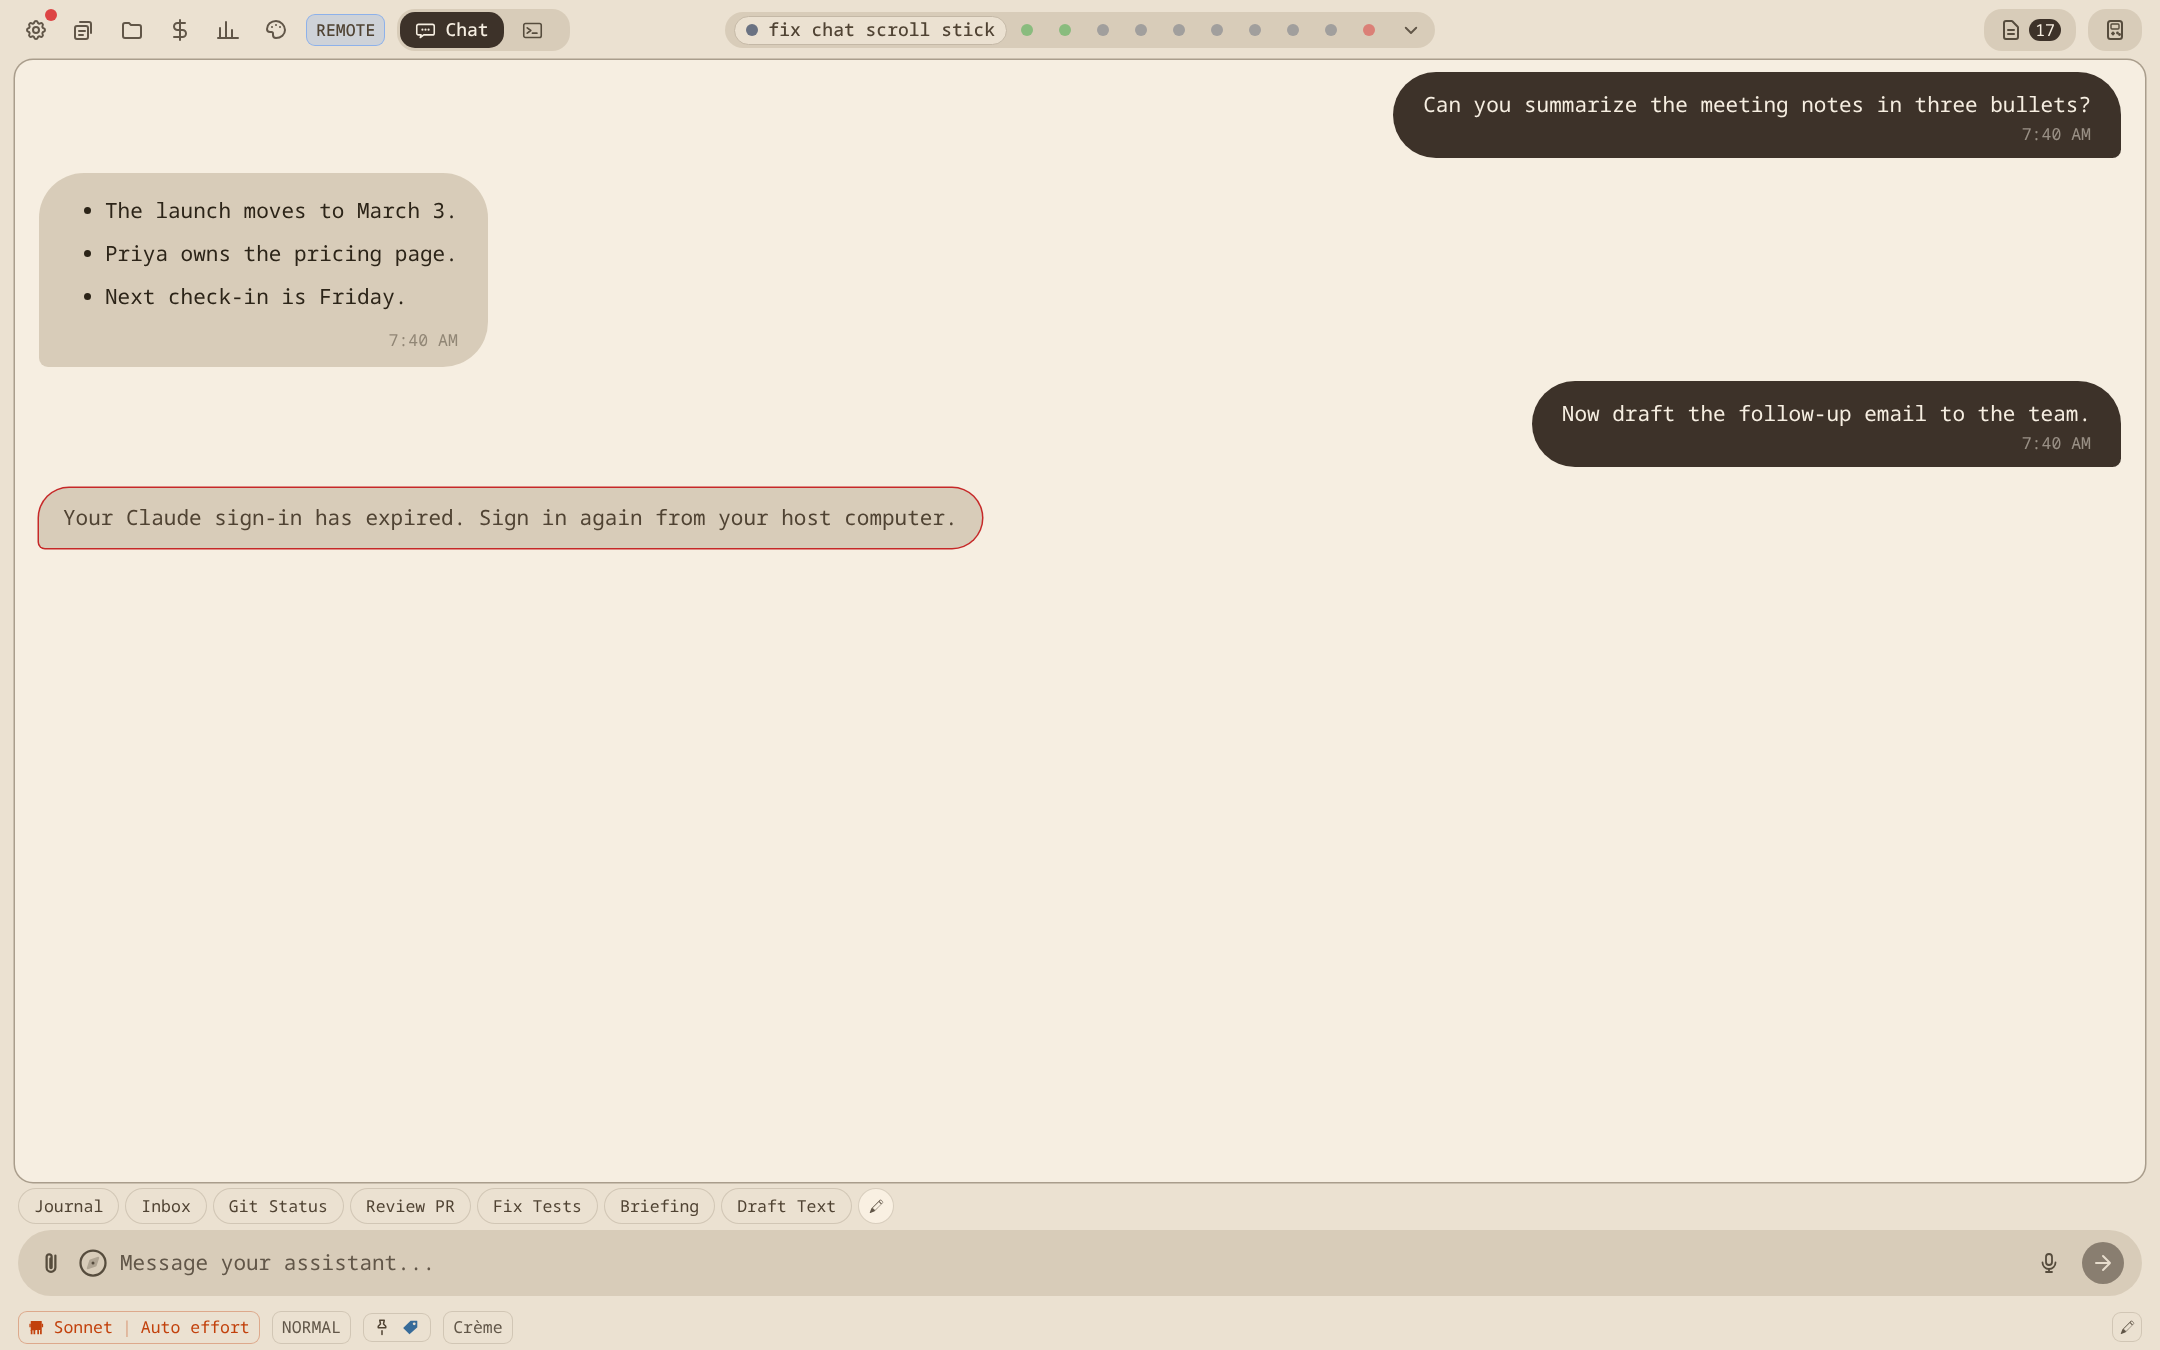 REMOTE
Chat
fix chat scroll stick
17
Can you summarize the meeting notes in three bullets?
7:40 AM
• The launch moves to March 3.
• Priya owns the pricing page.
• Next check-in is Friday.
7:40 AM
Now draft the follow-up email to the team.
7:40 AM
Your Claude sign-in has expired. Sign in again from your host computer.
Journal
Inbox
Git Status
Review PR
Fix Tests
Briefing
Draft Text
Message your assistant...
Sonnet | Auto effort
NORMAL
Crème